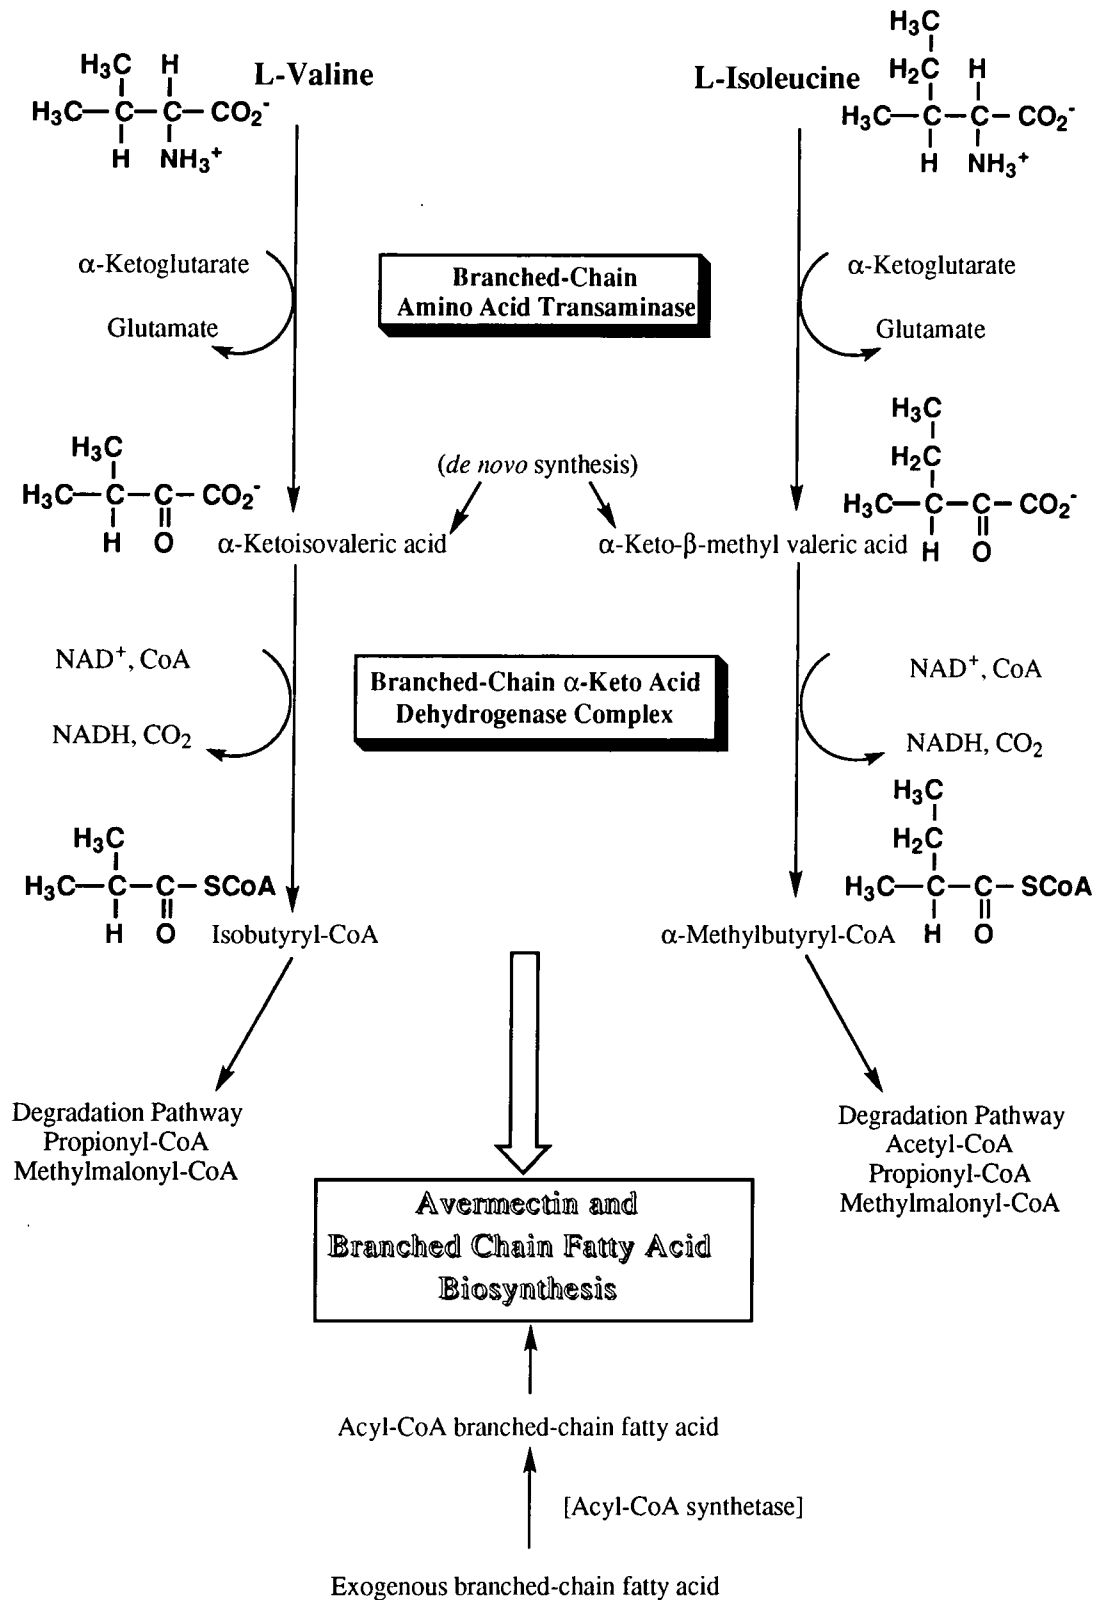 L-Valine
H₃C H
H₃C—C—C—CO₂⁻
H NH₃⁺
L-Isoleucine
H₃C
H₂C H
H₃C—C—C—CO₂⁻
H NH₃⁺
α-Ketoglutarate
Glutamate
Branched-Chain
Amino Acid Transaminase
α-Ketoglutarate
Glutamate
H₃C
H₃C—C—C—CO₂⁻
H O
α-Ketoisovaleric acid
(de novo synthesis)
H₃C
H₂C
H₃C—C—C—CO₂⁻
H O
α-Keto-β-methyl valeric acid
NAD⁺, CoA
NADH, CO₂
Branched-Chain α-Keto Acid
Dehydrogenase Complex
NAD⁺, CoA
NADH, CO₂
H₃C
H₃C—C—C—SCoA
H O
Isobutyryl-CoA
H₃C
H₂C
H₃C—C—C—SCoA
H O
α-Methylbutyryl-CoA
Degradation Pathway
Propionyl-CoA
Methylmalonyl-CoA
Degradation Pathway
Acetyl-CoA
Propionyl-CoA
Methylmalonyl-CoA
Avermectin and
Branched Chain Fatty Acid
Biosynthesis
Acyl-CoA branched-chain fatty acid
[Acyl-CoA synthetase]
Exogenous branched-chain fatty acid